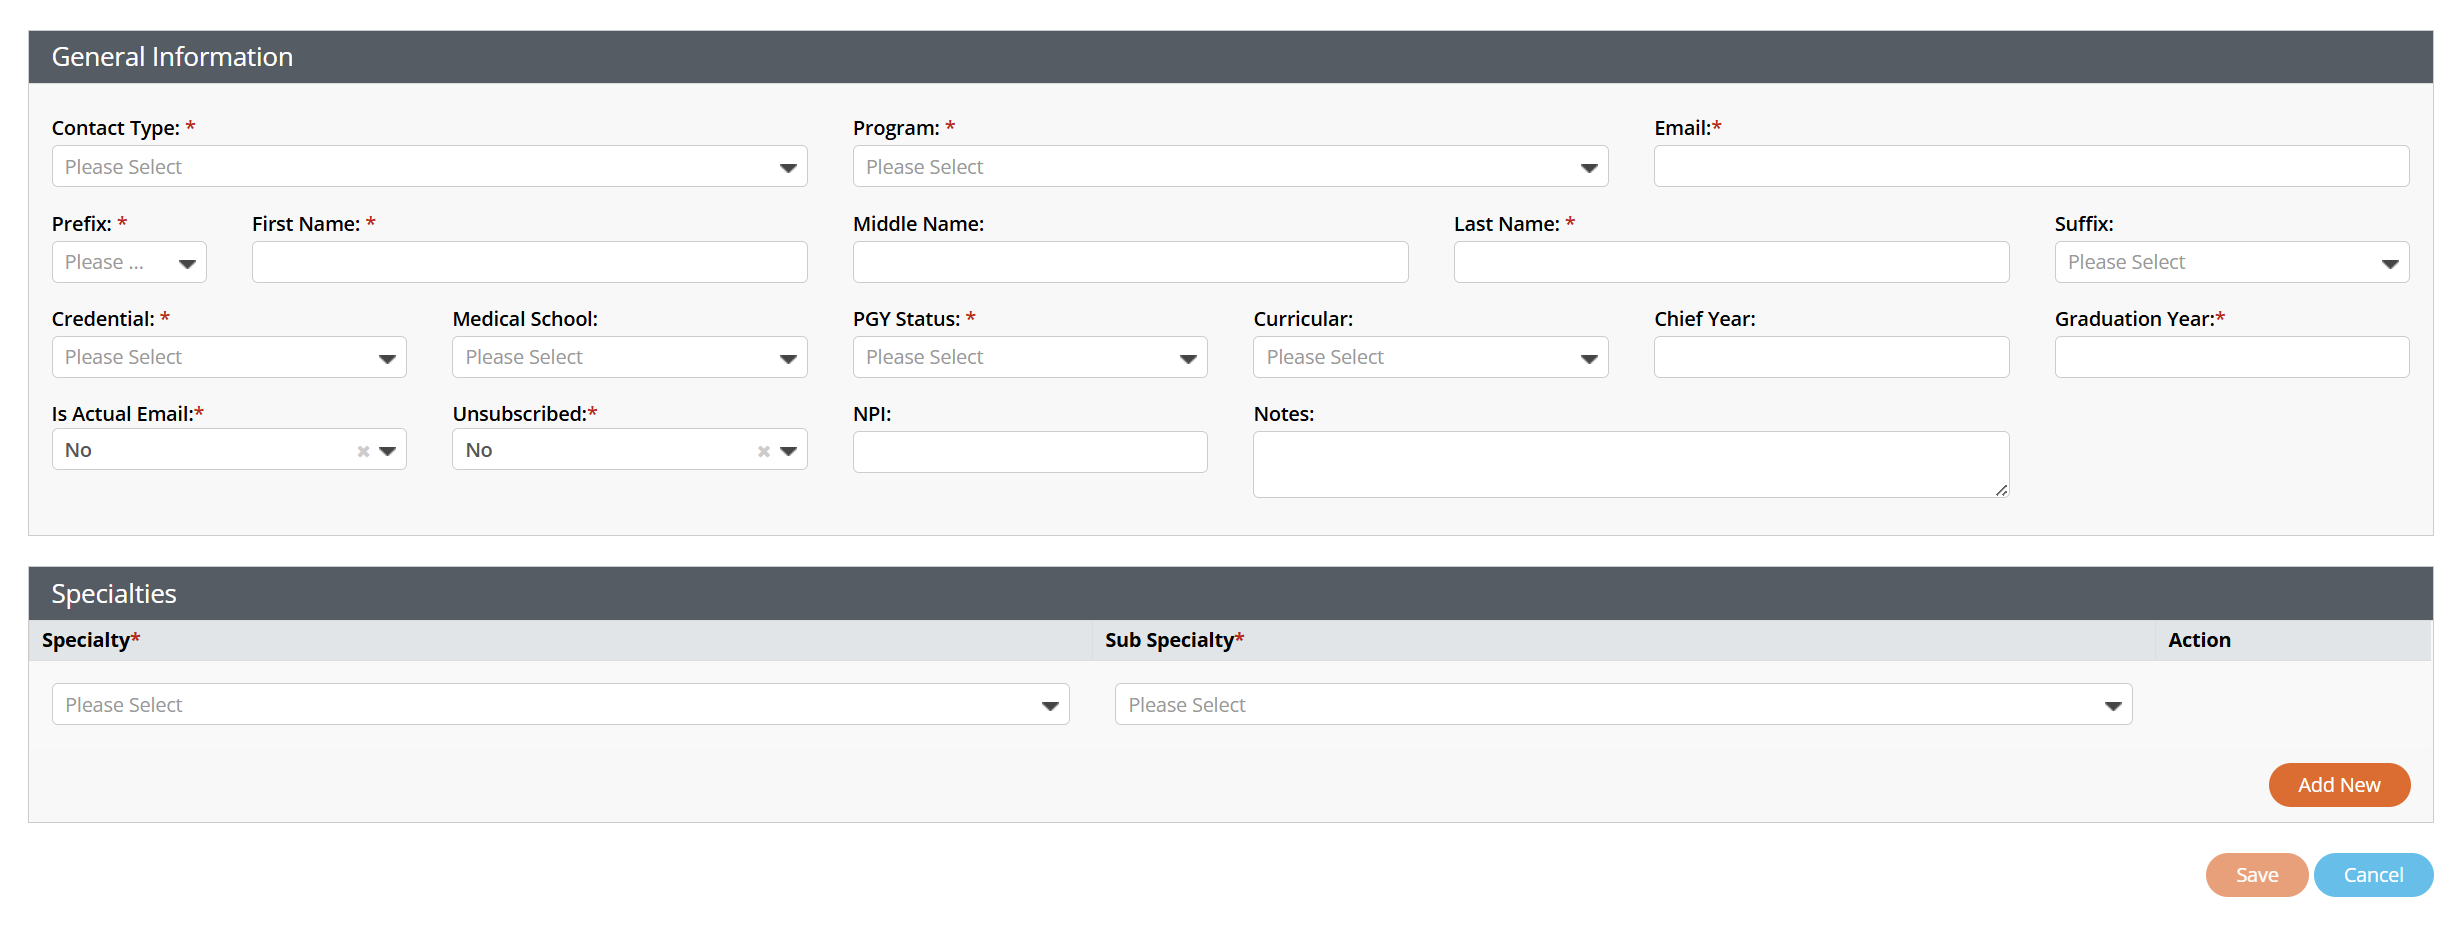 General Information
Contact Type: * Program: * Email:*
Please Select Please Select
Prefix: * First Name: * Middle Name: Last Name: * Suffix:
Please ... Please Select
Credential: * Medical School: PGY Status: * Curricular: Chief Year: Graduation Year:*
Please Select Please Select Please Select Please Select
Is Actual Email:* Unsubscribed:* NPI: Notes:
No No
Specialties
Specialty* Sub Specialty* Action
Please Select Please Select
Add New
Save Cancel